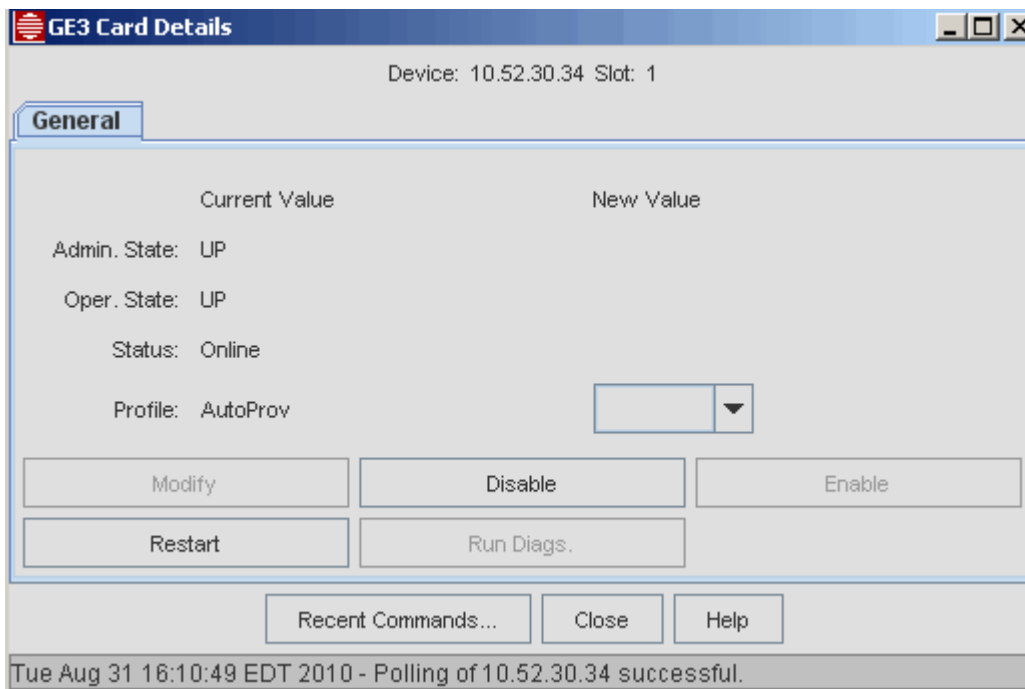 GE3 Card Details
Device: 10.52.30.34 Slot: 1
General
Current Value New Value
Admin. State: UP
Oper. State: UP
Status: Online
Profile: AutoProv
Modify Disable Enable
Restart Run Diags.
Recent Commands... Close Help
Tue Aug 31 16:10:49 EDT 2010 - Polling of 10.52.30.34 successful.